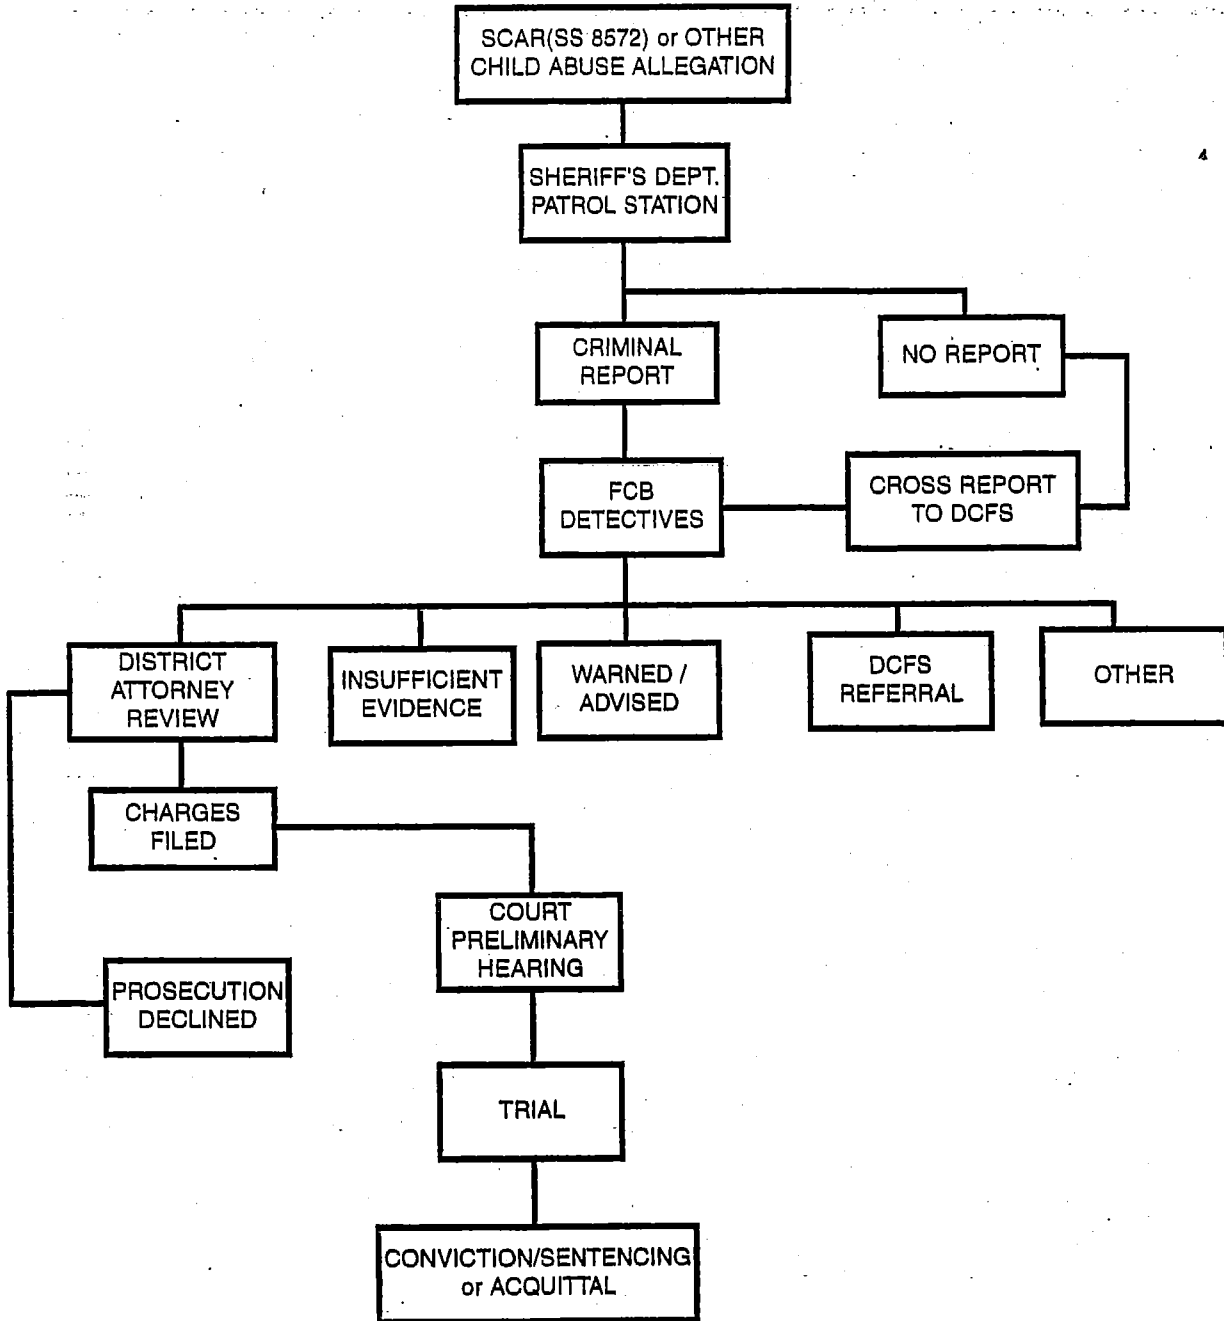 SCAR(SS 8572) or OTHER
CHILD ABUSE ALLEGATION
SHERIFF'S DEPT.
PATROL STATION
CRIMINAL
REPORT
NO REPORT
FCB
DETECTIVES
CROSS REPORT
TO DCFS
DISTRICT
ATTORNEY
REVIEW
INSUFFICIENT
EVIDENCE
WARNED /
ADVISED
DCFS
REFERRAL
OTHER
CHARGES
FILED
COURT
PRELIMINARY
HEARING
PROSECUTION
DECLINED
TRIAL
CONVICTION/SENTENCING
or ACQUITTAL